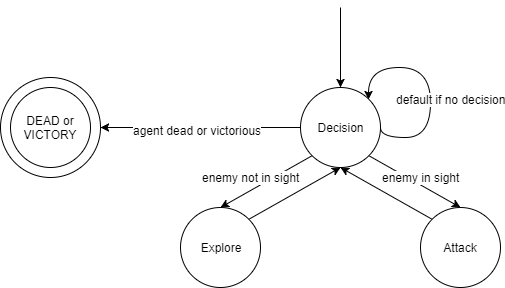 default if no decision
DEAD or
VICTORY
agent dead or victorious
Decision
enemy not in sight
enemy in sight
Explore
Attack